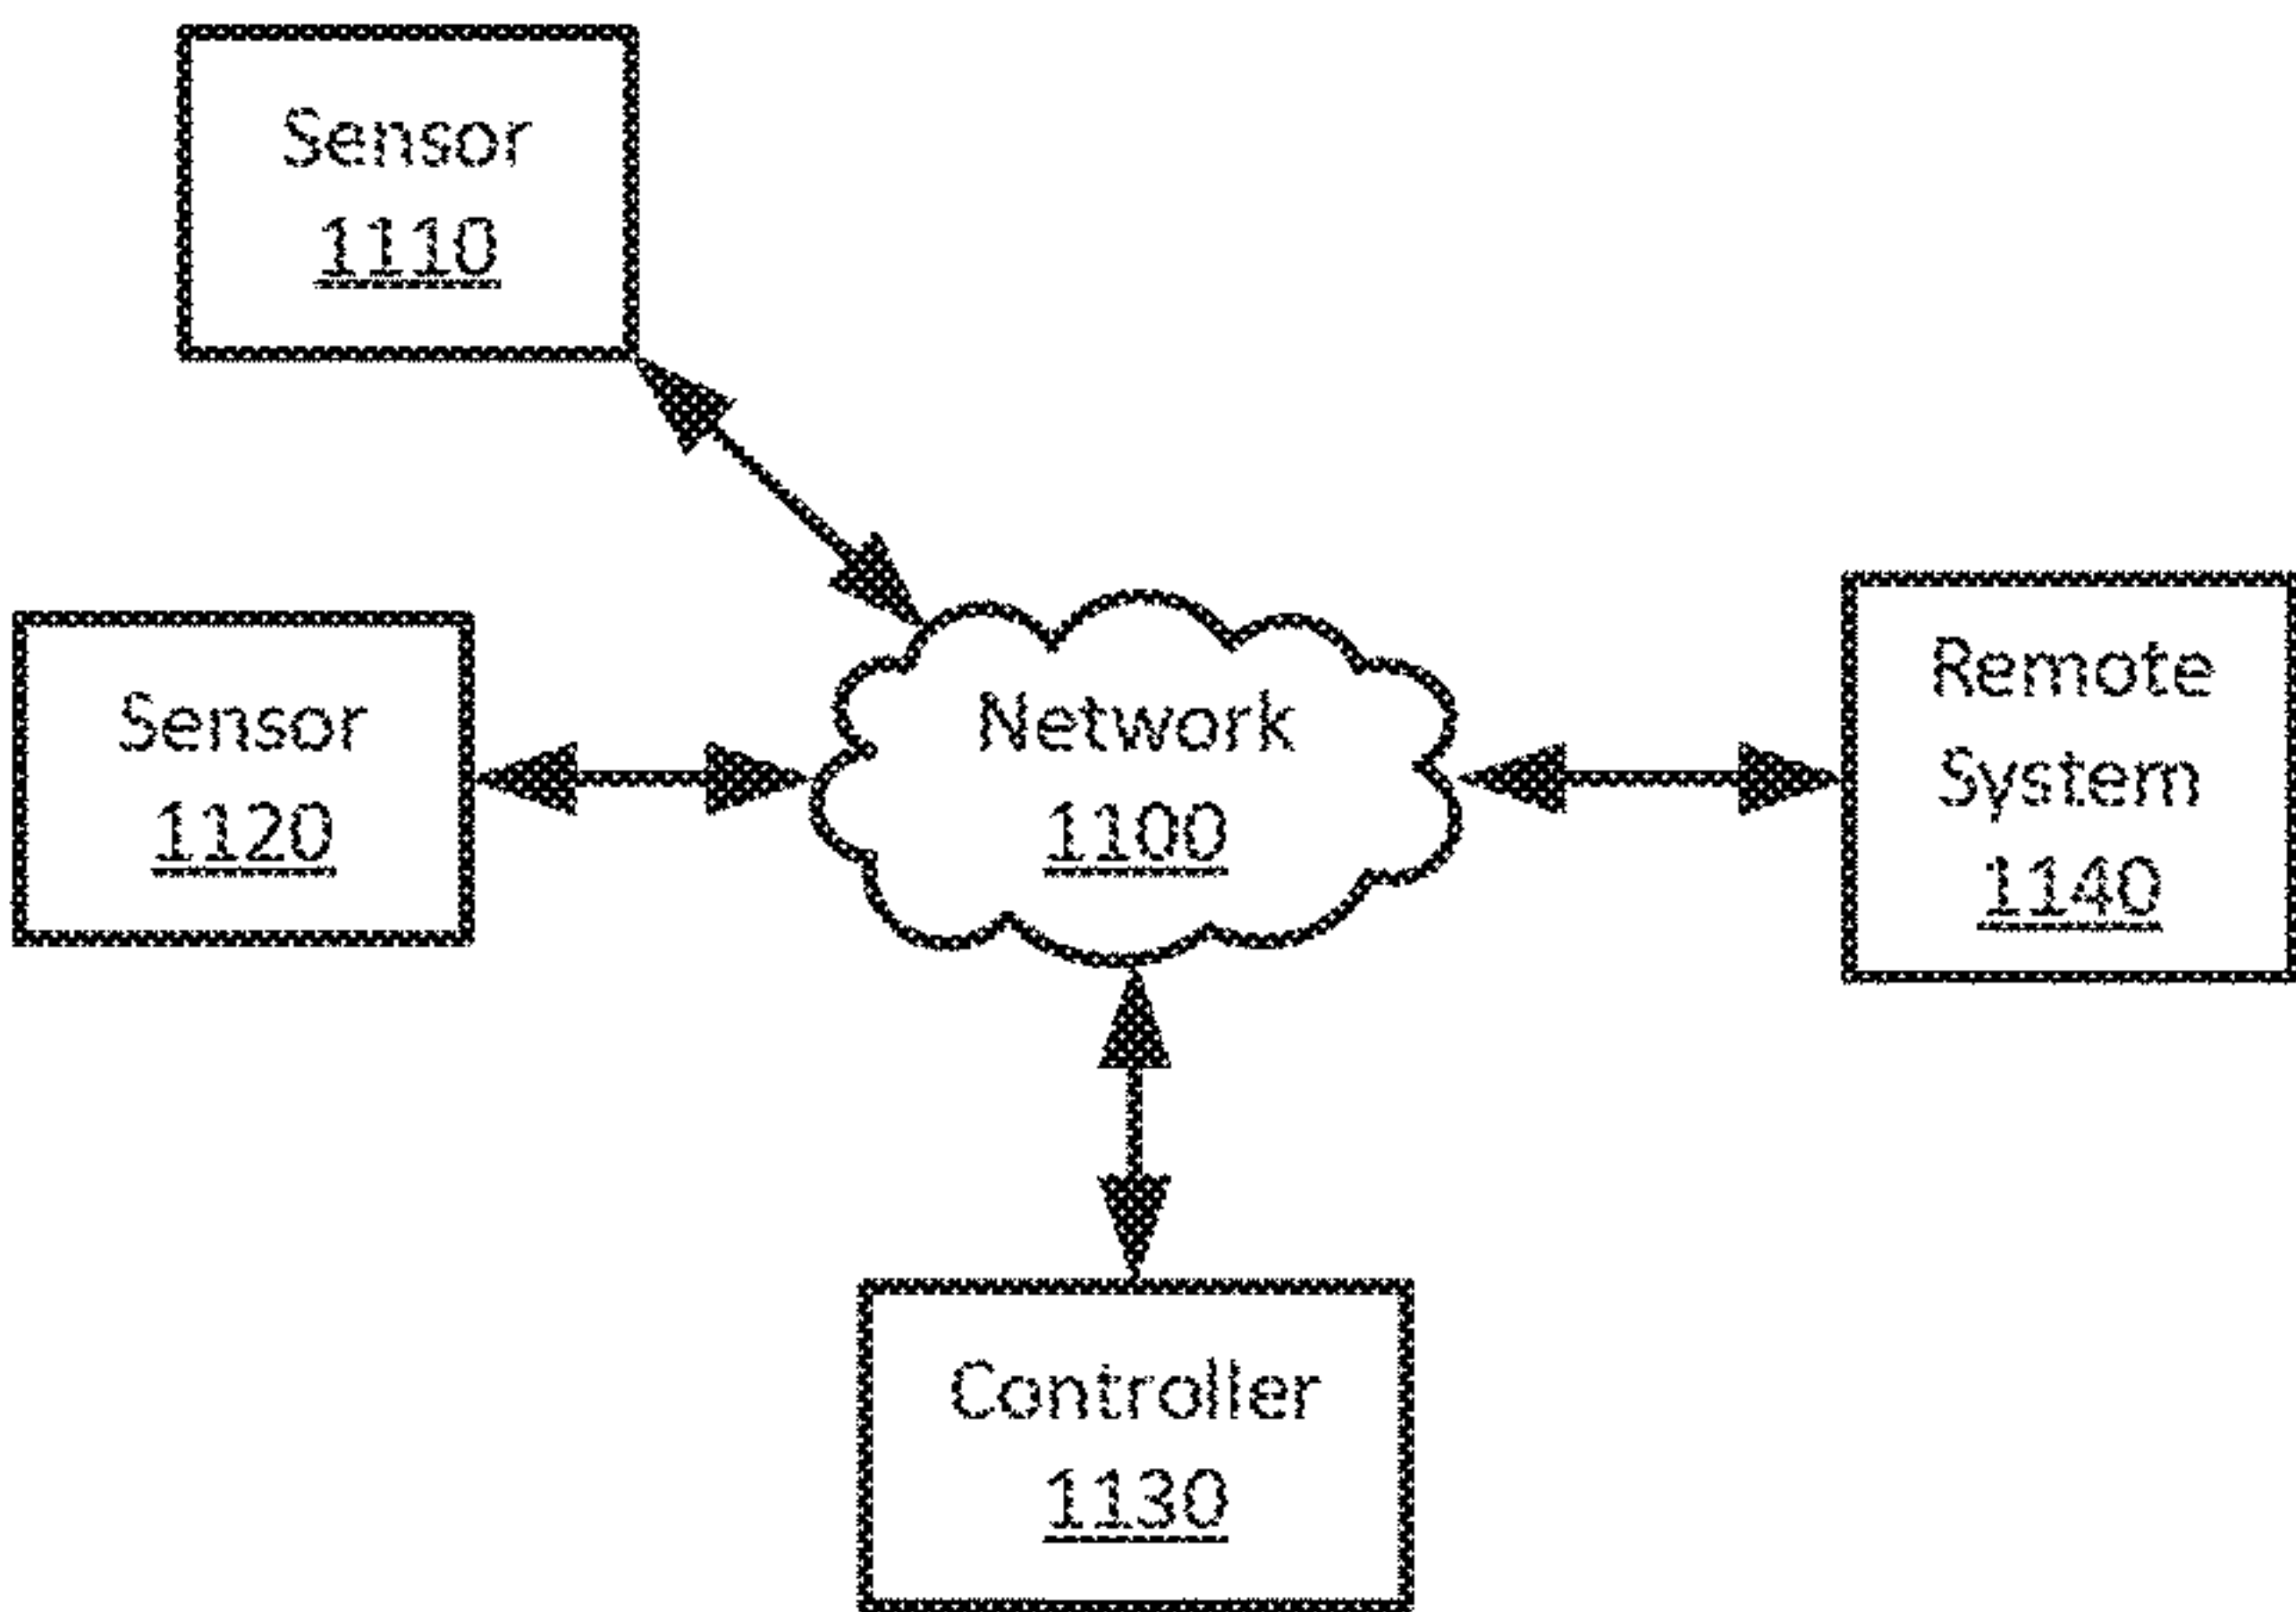 Sensor
1110
Sensor
1120
Network
1100
Remote
System
1140
Controller
1130